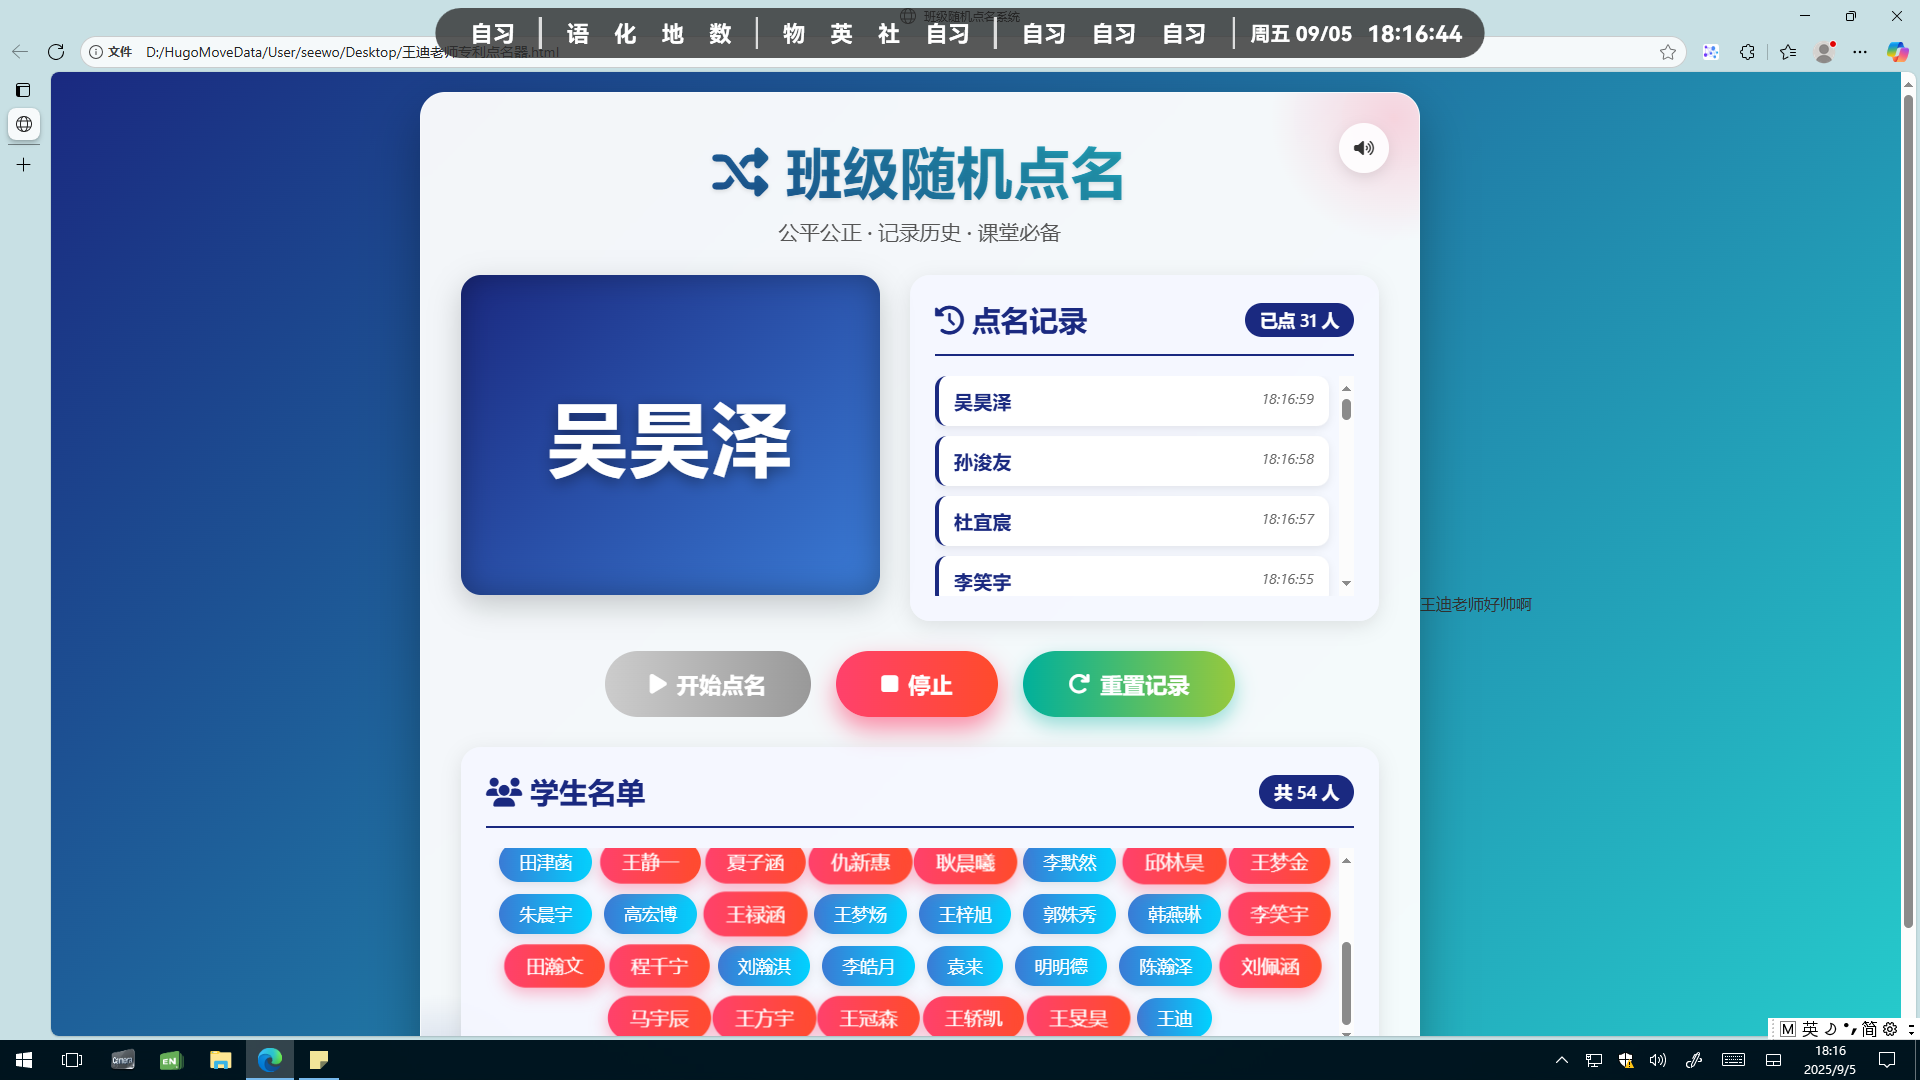 班级随机点名系统
自习 语 化 地 数 物 英 社 自习 自习 自习 自习 周五 09/05 18:16:44
文件 D:/HugoMoveData/User/seewo/Desktop/王迪老师专利点名器.html
班级随机点名
公平公正 · 记录历史 · 课堂必备
吴昊泽
点名记录 已点 31 人
吴昊泽 18:16:59
孙浚友 18:16:58
杜宜宸 18:16:57
李笑宇 18:16:55
王迪老师好帅啊
开始点名 停止 重置记录
学生名单 共 54 人
田津菡 王静一 夏子涵 仇新惠 耿晨曦 李默然 邱林昊 王梦金
朱晨宇 高宏博 王禄涵 王梦炀 王梓旭 郭姝秀 韩燕琳 李笑宇
田瀚文 程千宁 刘瀚淇 李皓月 袁来 明明德 陈瀚泽 刘佩涵
马宇辰 王方宇 王冠森 王轿凯 王旻昊 王迪
M 英 简
Camera EN
18:16
2025/9/5